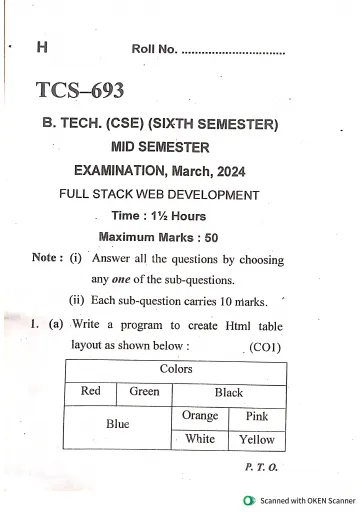 H Roll No. ..............................
TCS–693
B. TECH. (CSE) (SIXTH SEMESTER)
MID SEMESTER
EXAMINATION, March, 2024
FULL STACK WEB DEVELOPMENT
Time : 1½ Hours
Maximum Marks : 50
Note : (i) Answer all the questions by choosing
any one of the sub-questions.
(ii) Each sub-question carries 10 marks.
1. (a) Write a program to create Html table
layout as shown below : (CO1)
Colors
Red Green Black
Blue Orange Pink
White Yellow
P. T. O.
Scanned with OKEN Scanner